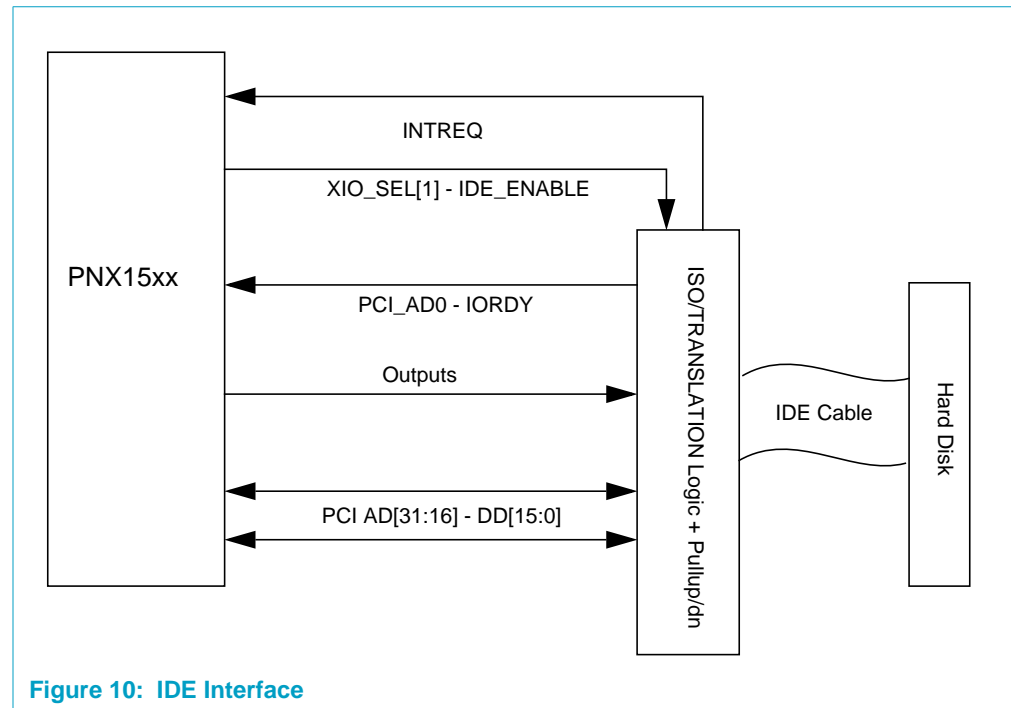 INTREQ
XIO_SEL[1] - IDE_ENABLE
PNX15xx
PCI_AD0 - IORDY
Outputs
PCI AD[31:16] - DD[15:0]
ISO/TRANSLATION Logic + Pullup/dn
IDE Cable
Hard Disk
Figure 10: IDE Interface